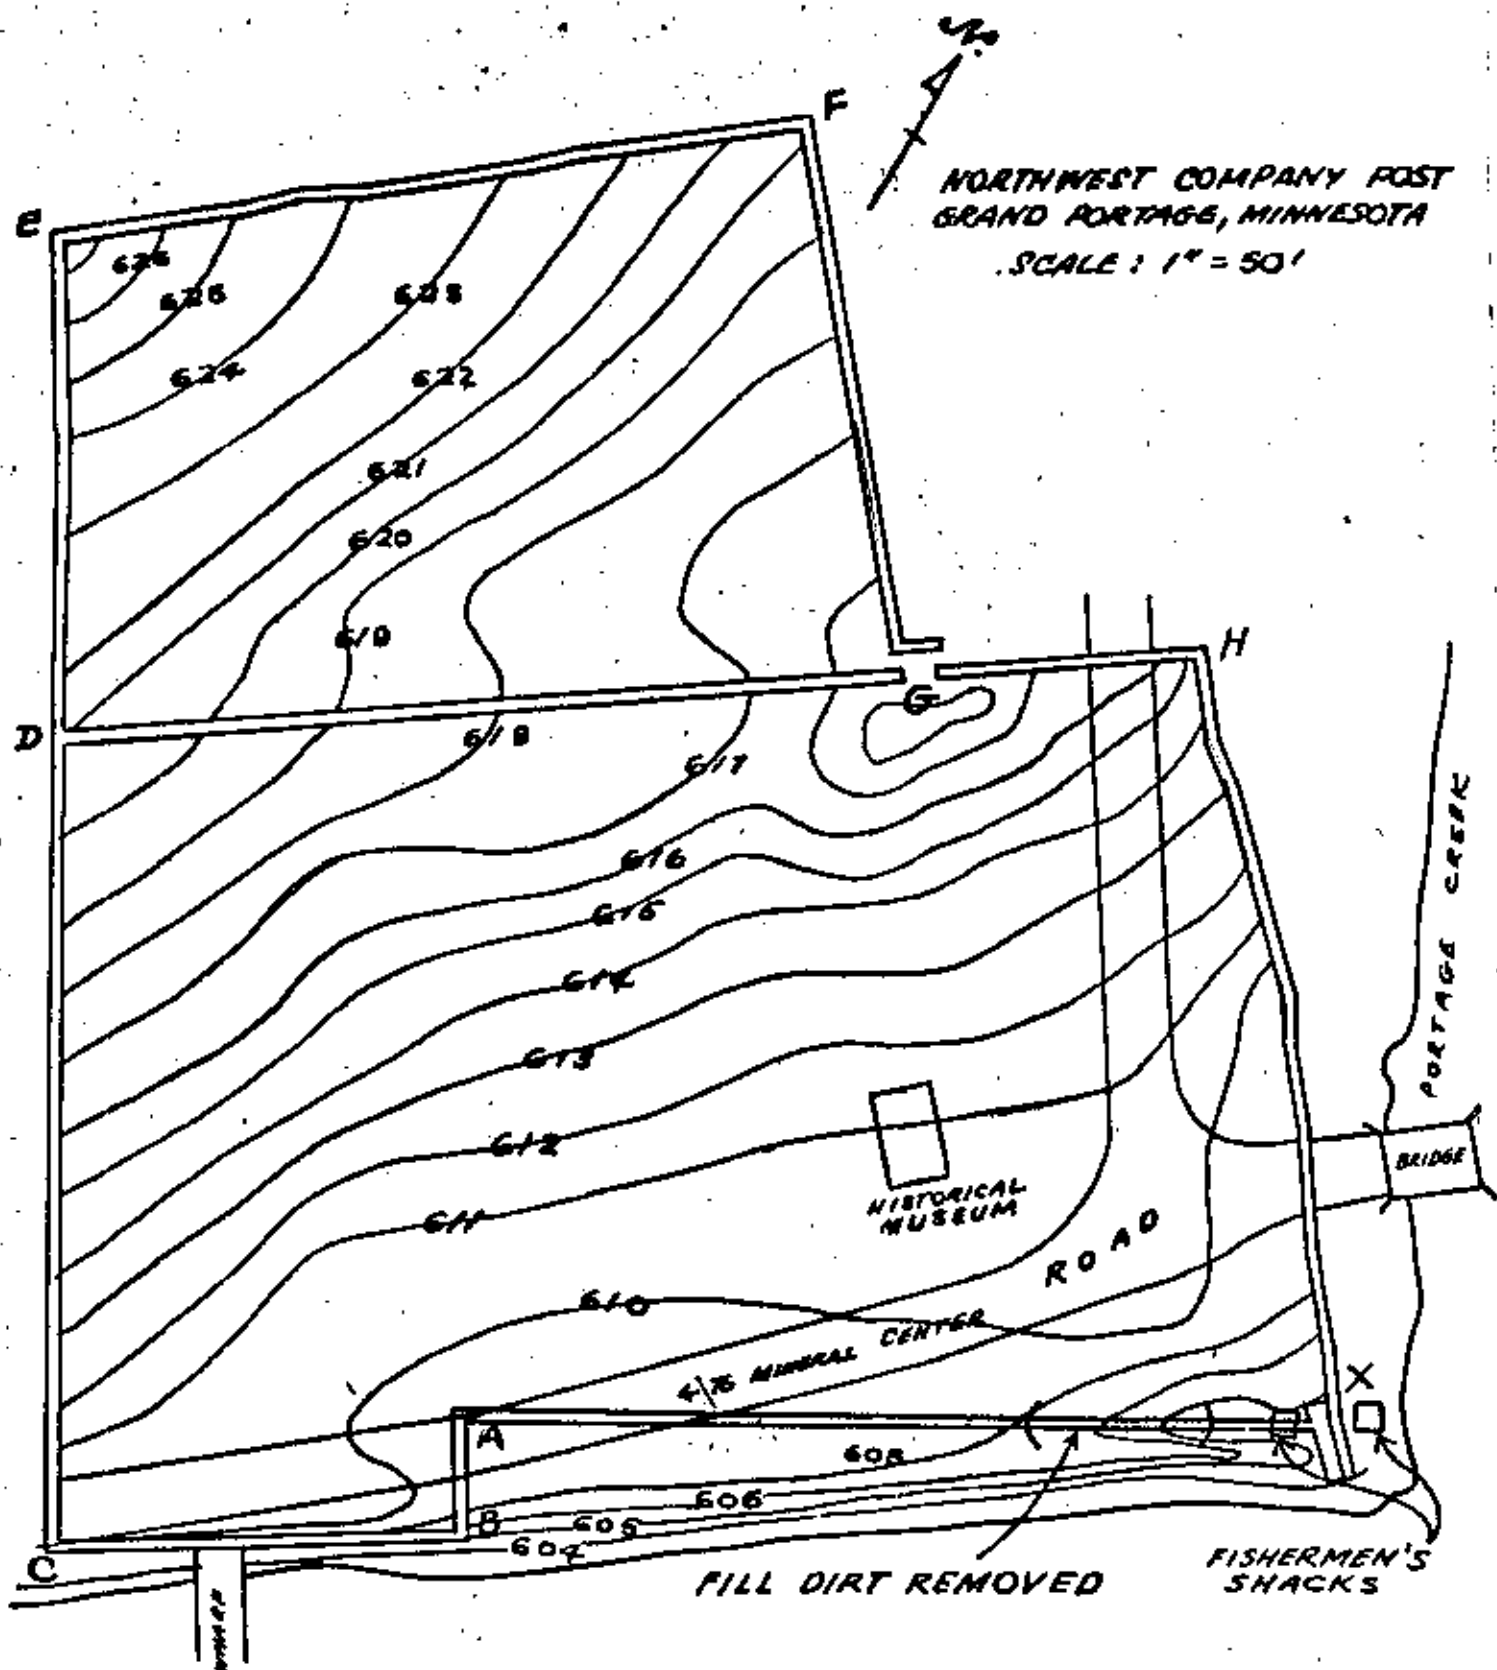 N.
F
NORTHWEST COMPANY POST
GRAND PORTAGE, MINNESOTA
SCALE: 1" = 50'
E
626
625
623
624
622
621
620
619
H
G
D
618
617
PORTAGE CREEK
616
615
614
613
612
BRIDGE
HISTORICAL
MUSEUM
611
ROAD
610
MINERAL CENTER
X
A
608
606
B
605
604
C
FILL DIRT REMOVED
FISHERMEN'S
SHACKS
WHARF